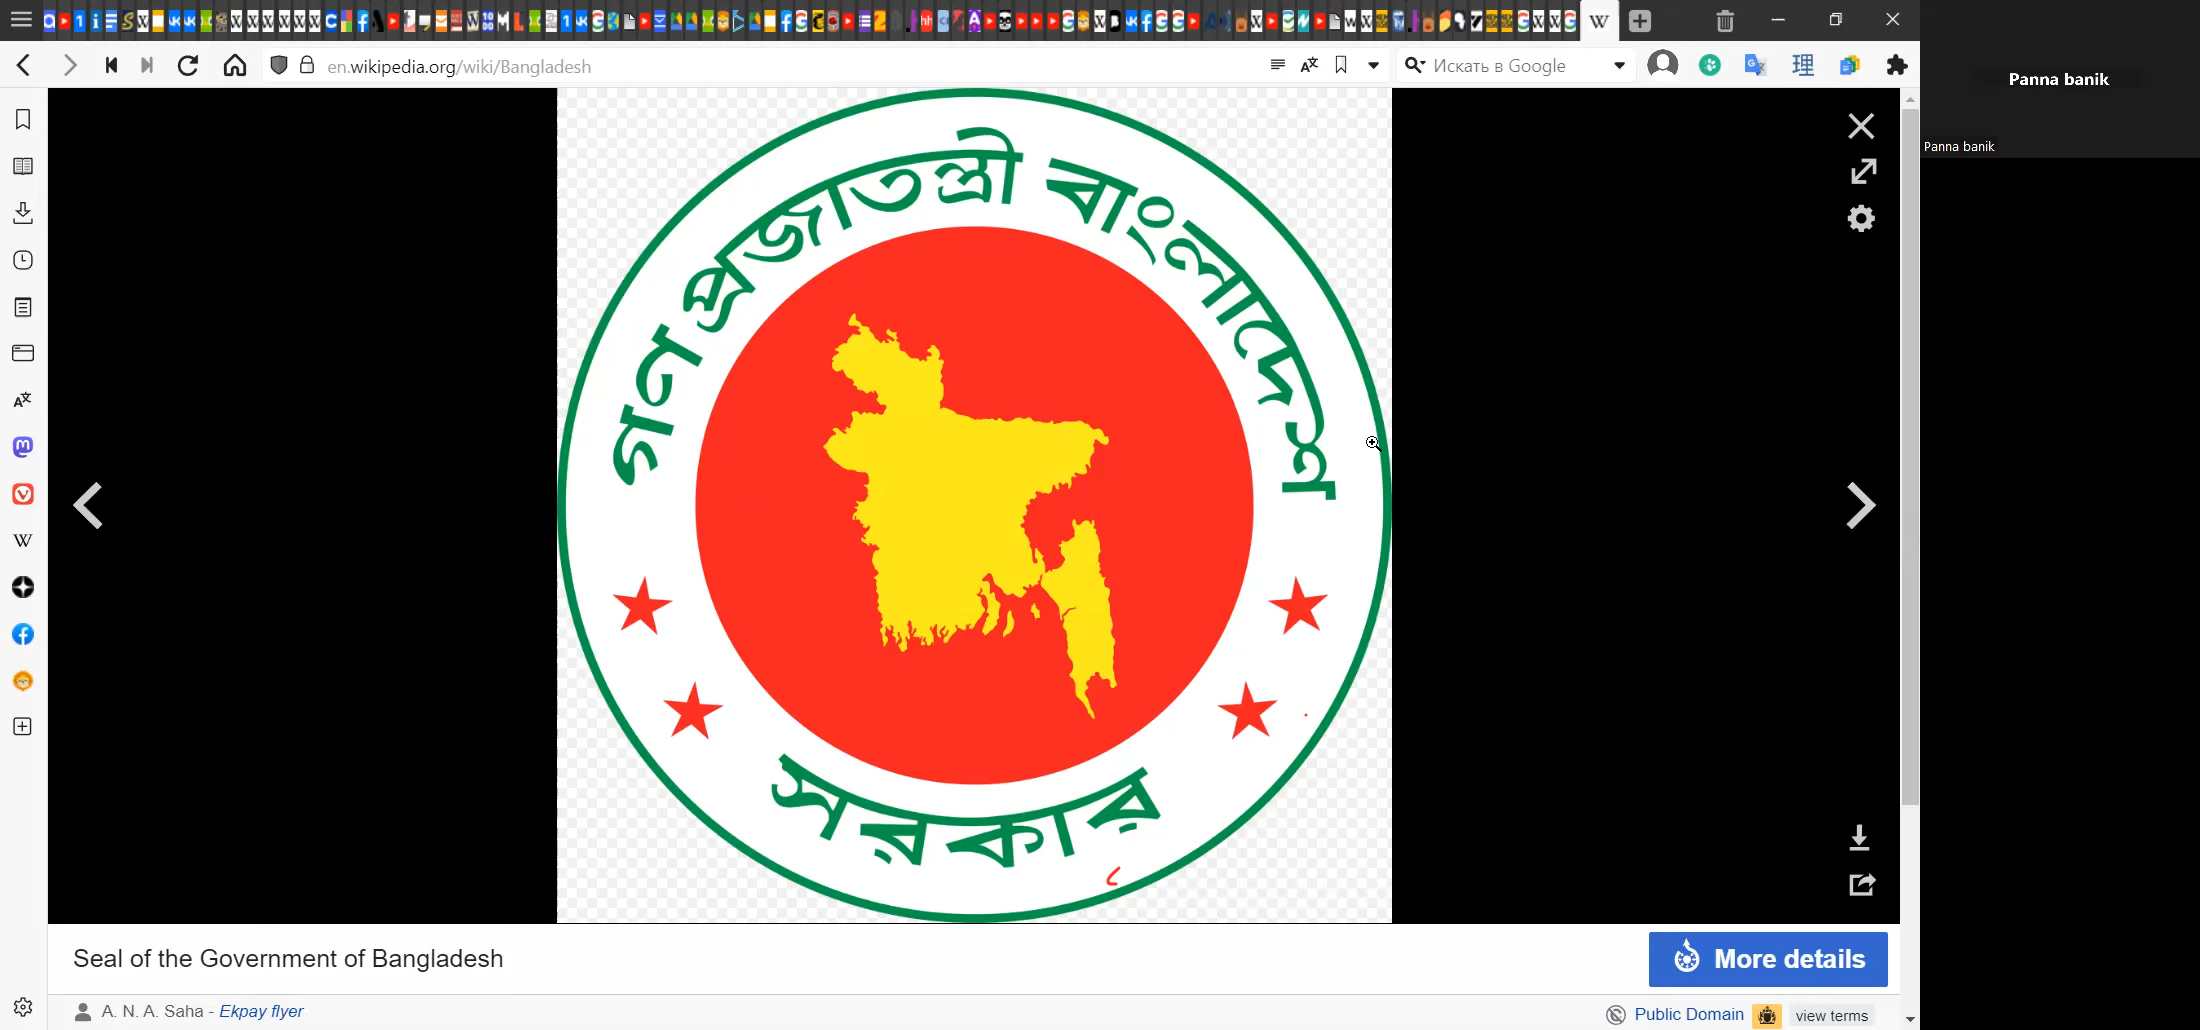 en.wikipedia.org/wiki/Bangladesh
Искать в Google
Panna banik
Panna banik
গণ প্রজাতন্ত্রী বাংলাদেশ
সরকার
Seal of the Government of Bangladesh
More details
A. N. A. Saha - Ekpay flyer
Public Domain
view terms